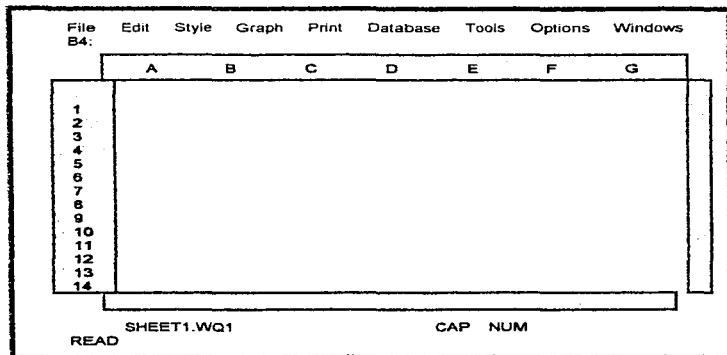 File Edit Style Graph Print Database Tools Options Windows
B4:
A B C D E F G
1
2
3
4
5
6
7
8
9
10
11
12
13
14
SHEET1.WQ1 CAP NUM
READ